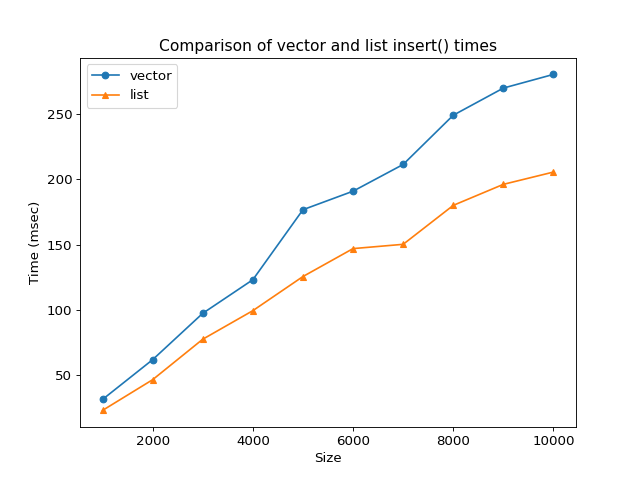 Comparison of vector and list insert() times
vector
list
Time (msec)
250
200
150
100
50
2000 4000 6000 8000 10000
Size